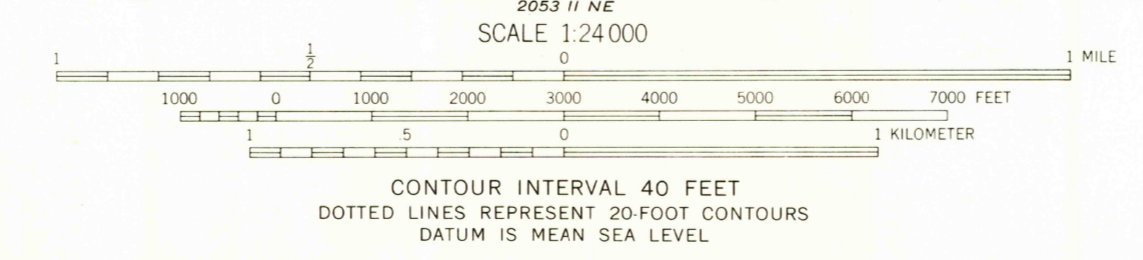 2053 II NE
SCALE 1:24 000
1 1/2 0 1 MILE
1000 0 1000 2000 3000 4000 5000 6000 7000 FEET
1 .5 0 1 KILOMETER
CONTOUR INTERVAL 40 FEET
DOTTED LINES REPRESENT 20-FOOT CONTOURS
DATUM IS MEAN SEA LEVEL